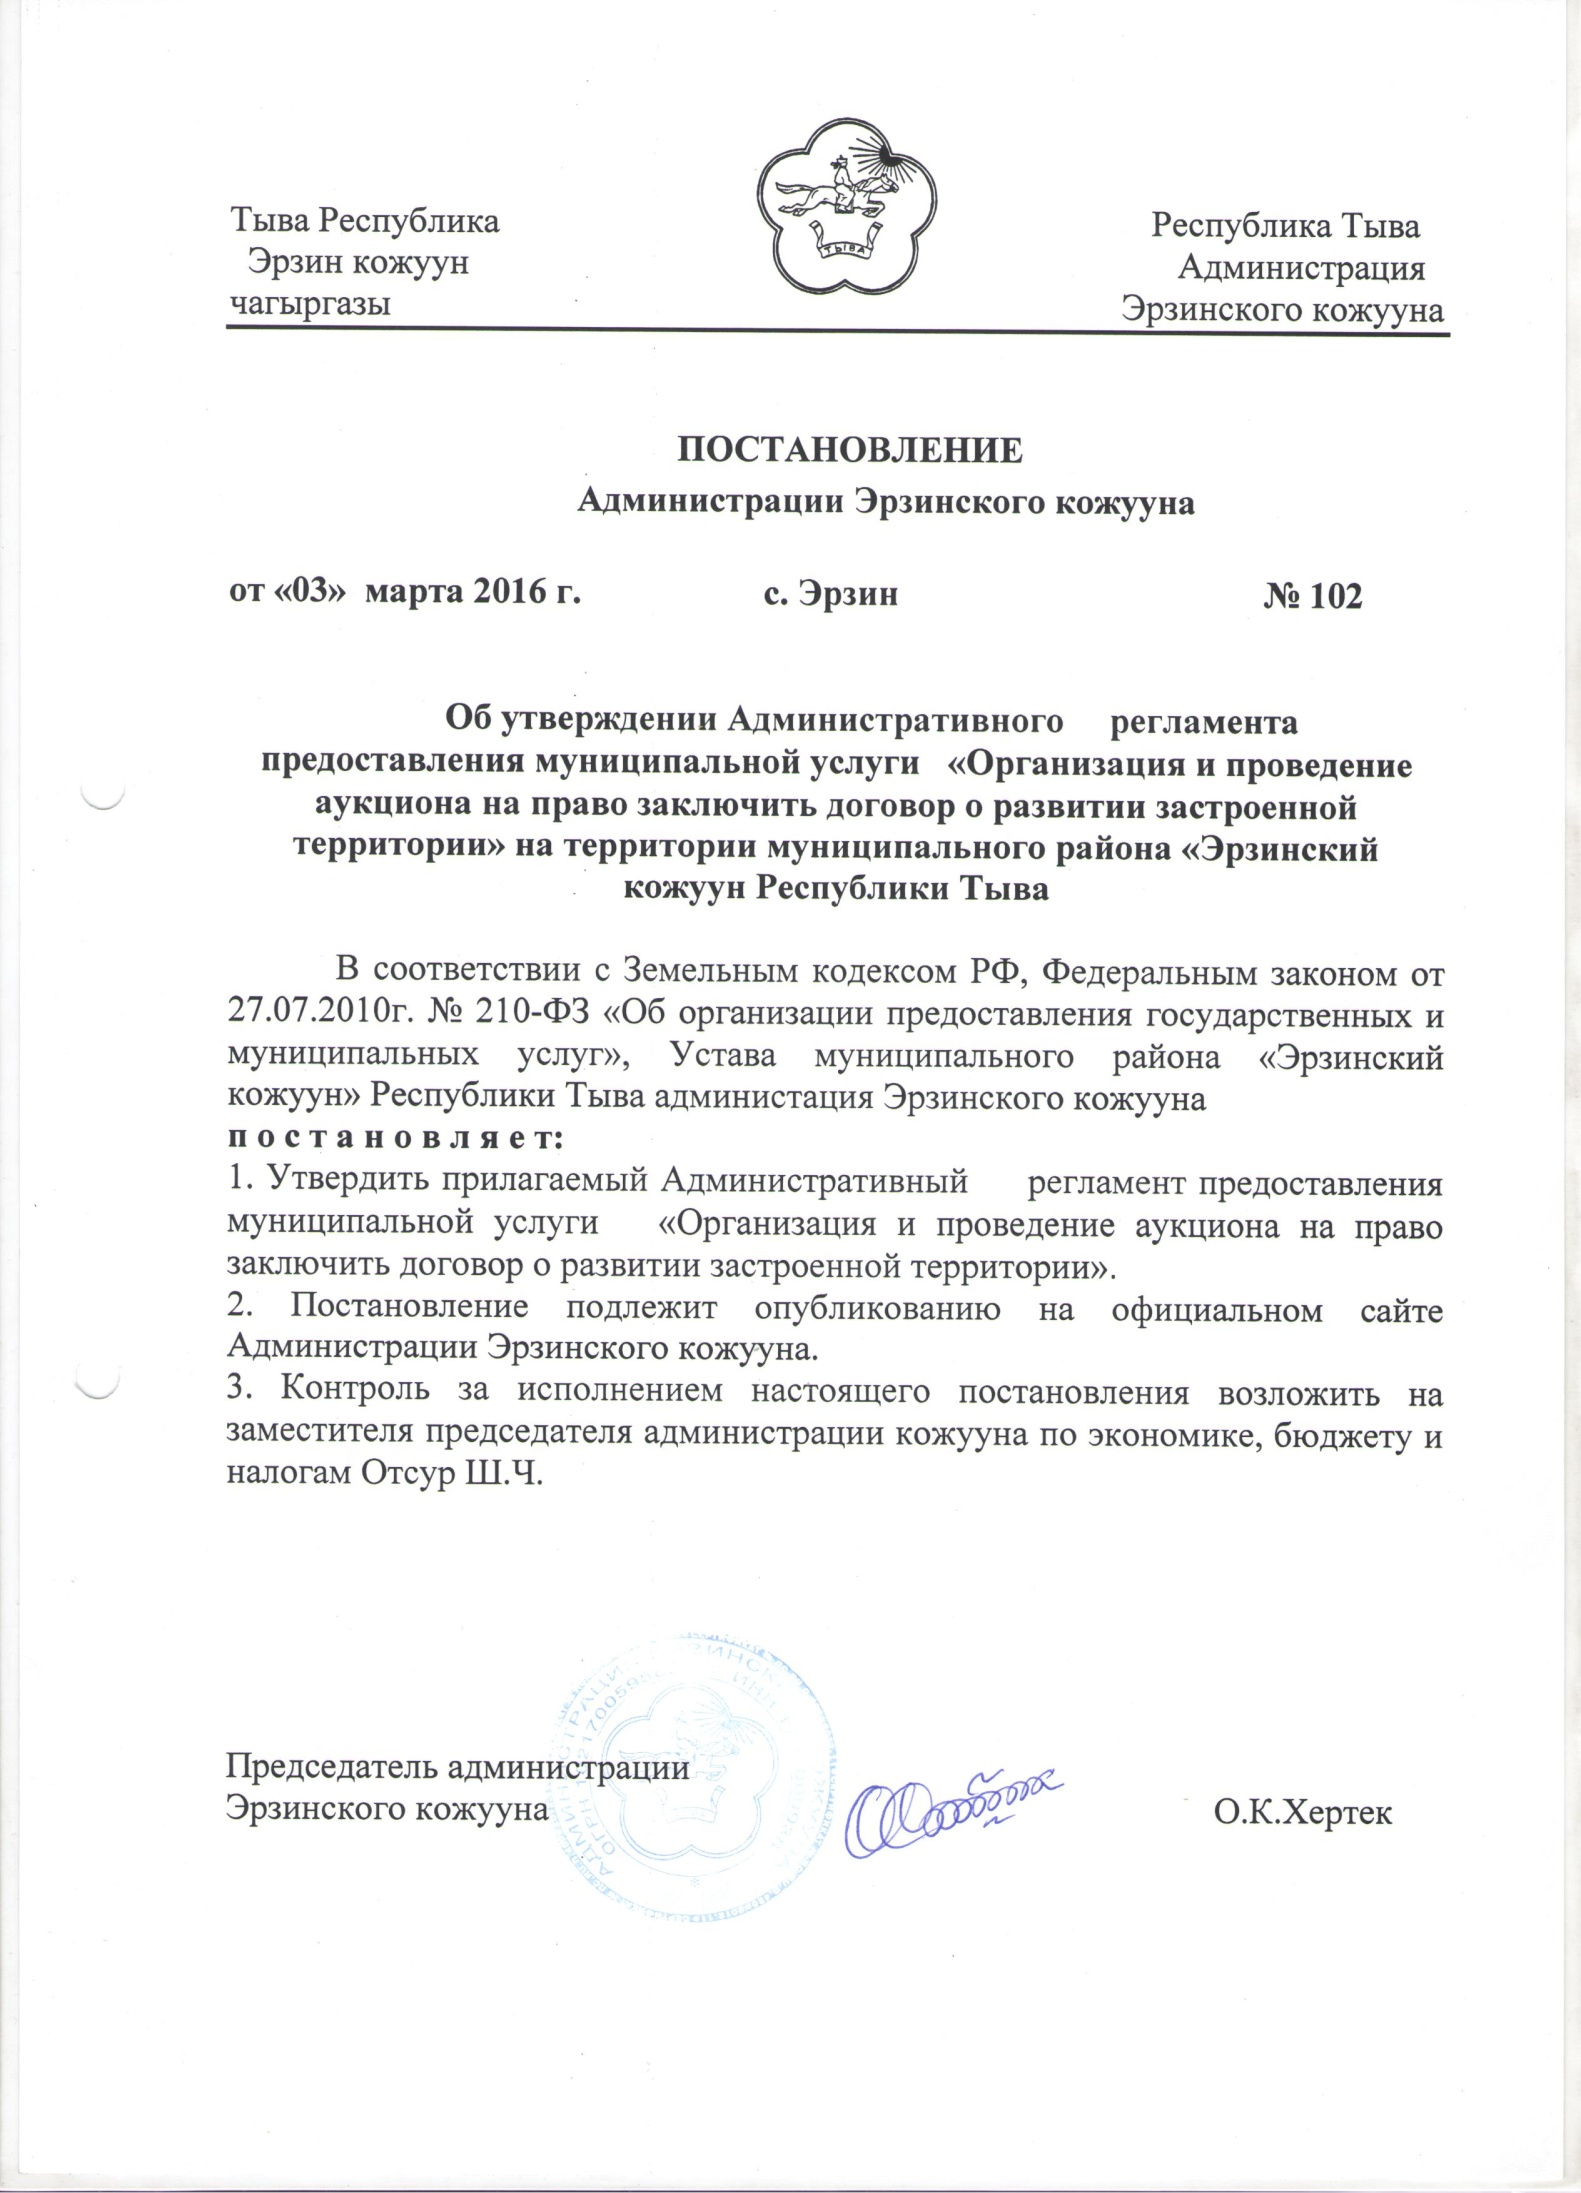 Тыва Республика
Эрзин кожуун
чагыргазы
ТЫВА
Республика Тыва
Администрация
Эрзинского кожууна
ПОСТАНОВЛЕНИЕ
Администрации Эрзинского кожууна
от «03» марта 2016 г. с. Эрзин № 102
Об утверждении Административного регламента
предоставления муниципальной услуги «Организация и проведение
аукциона на право заключить договор о развитии застроенной
территории» на территории муниципального района «Эрзинский
кожуун Республики Тыва
В соответствии с Земельным кодексом РФ, Федеральным законом от
27.07.2010г. № 210-ФЗ «Об организации предоставления государственных и
муниципальных услуг», Устава муниципального района «Эрзинский
кожуун» Республики Тыва администация Эрзинского кожууна
п о с т а н о в л я е т:
1. Утвердить прилагаемый Административный регламент предоставления
муниципальной услуги «Организация и проведение аукциона на право
заключить договор о развитии застроенной территории».
2. Постановление подлежит опубликованию на официальном сайте
Администрации Эрзинского кожууна.
3. Контроль за исполнением настоящего постановления возложить на
заместителя председателя администрации кожууна по экономике, бюджету и
налогам Отсур Ш.Ч.
Председатель администрации
Эрзинского кожууна О.К.Хертек
ОГРН
ИНН